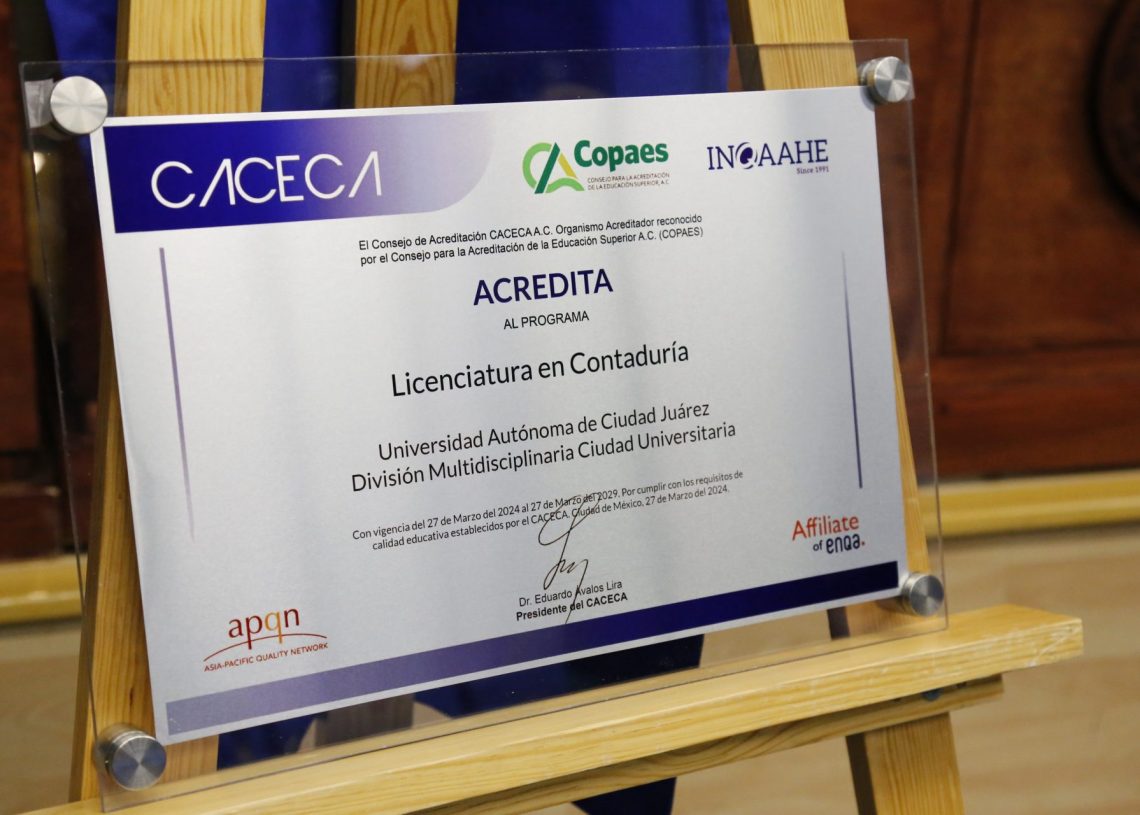 CACECA
Copaes
CONSEJO PARA LA ACREDITACIÓN
DE LA EDUCACIÓN SUPERIOR, A.C
INQAAHE
Since 1991
El Consejo de Acreditación CACECA A.C. Organismo Acreditador reconocido
por el Consejo para la Acreditación de la Educación Superior A.C. (COPAES)
ACREDITA
AL PROGRAMA
Licenciatura en Contaduría
Universidad Autónoma de Ciudad Juárez
División Multidisciplinaria Ciudad Universitaria
Con vigencia del 27 de Marzo del 2024 al 27 de Marzo del 2029. Por cumplir con los requisitos de
calidad educativa establecidos por el CACECA. Ciudad de México, 27 de Marzo del 2024.
Dr. Eduardo Ávalos Lira
Presidente del CACECA
Affiliate
of enqa.
apqn
ASIA-PACIFIC QUALITY NETWORK